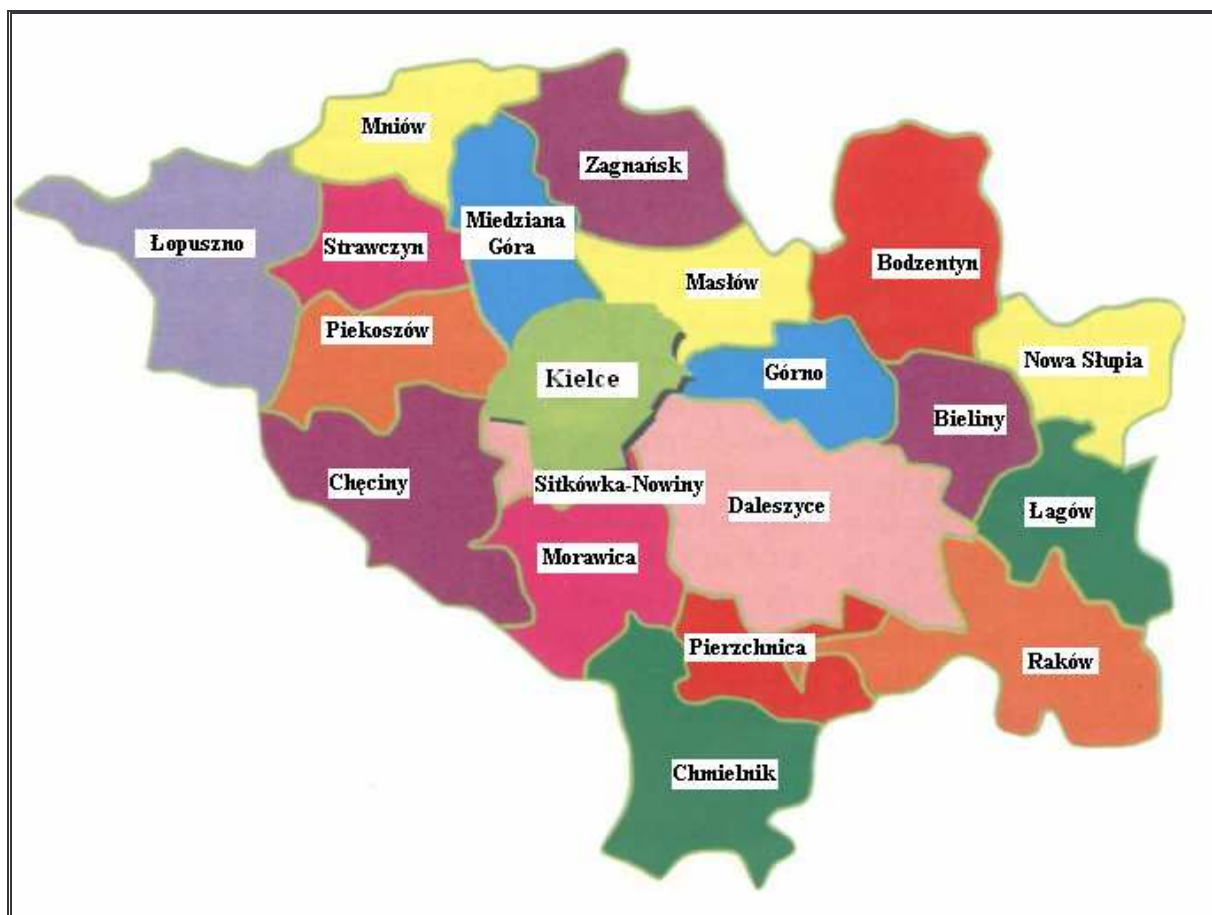 Mniów
Zagnańsk
Łopuszno
Strawczyn
Miedziana
Góra
Masłów
Bodzentyn
Piekoszów
Kielce
Górno
Nowa Słupia
Bieliny
Chęciny
Sitkówka-Nowiny
Daleszyce
Łagów
Morawica
Pierzchnica
Raków
Chmielnik